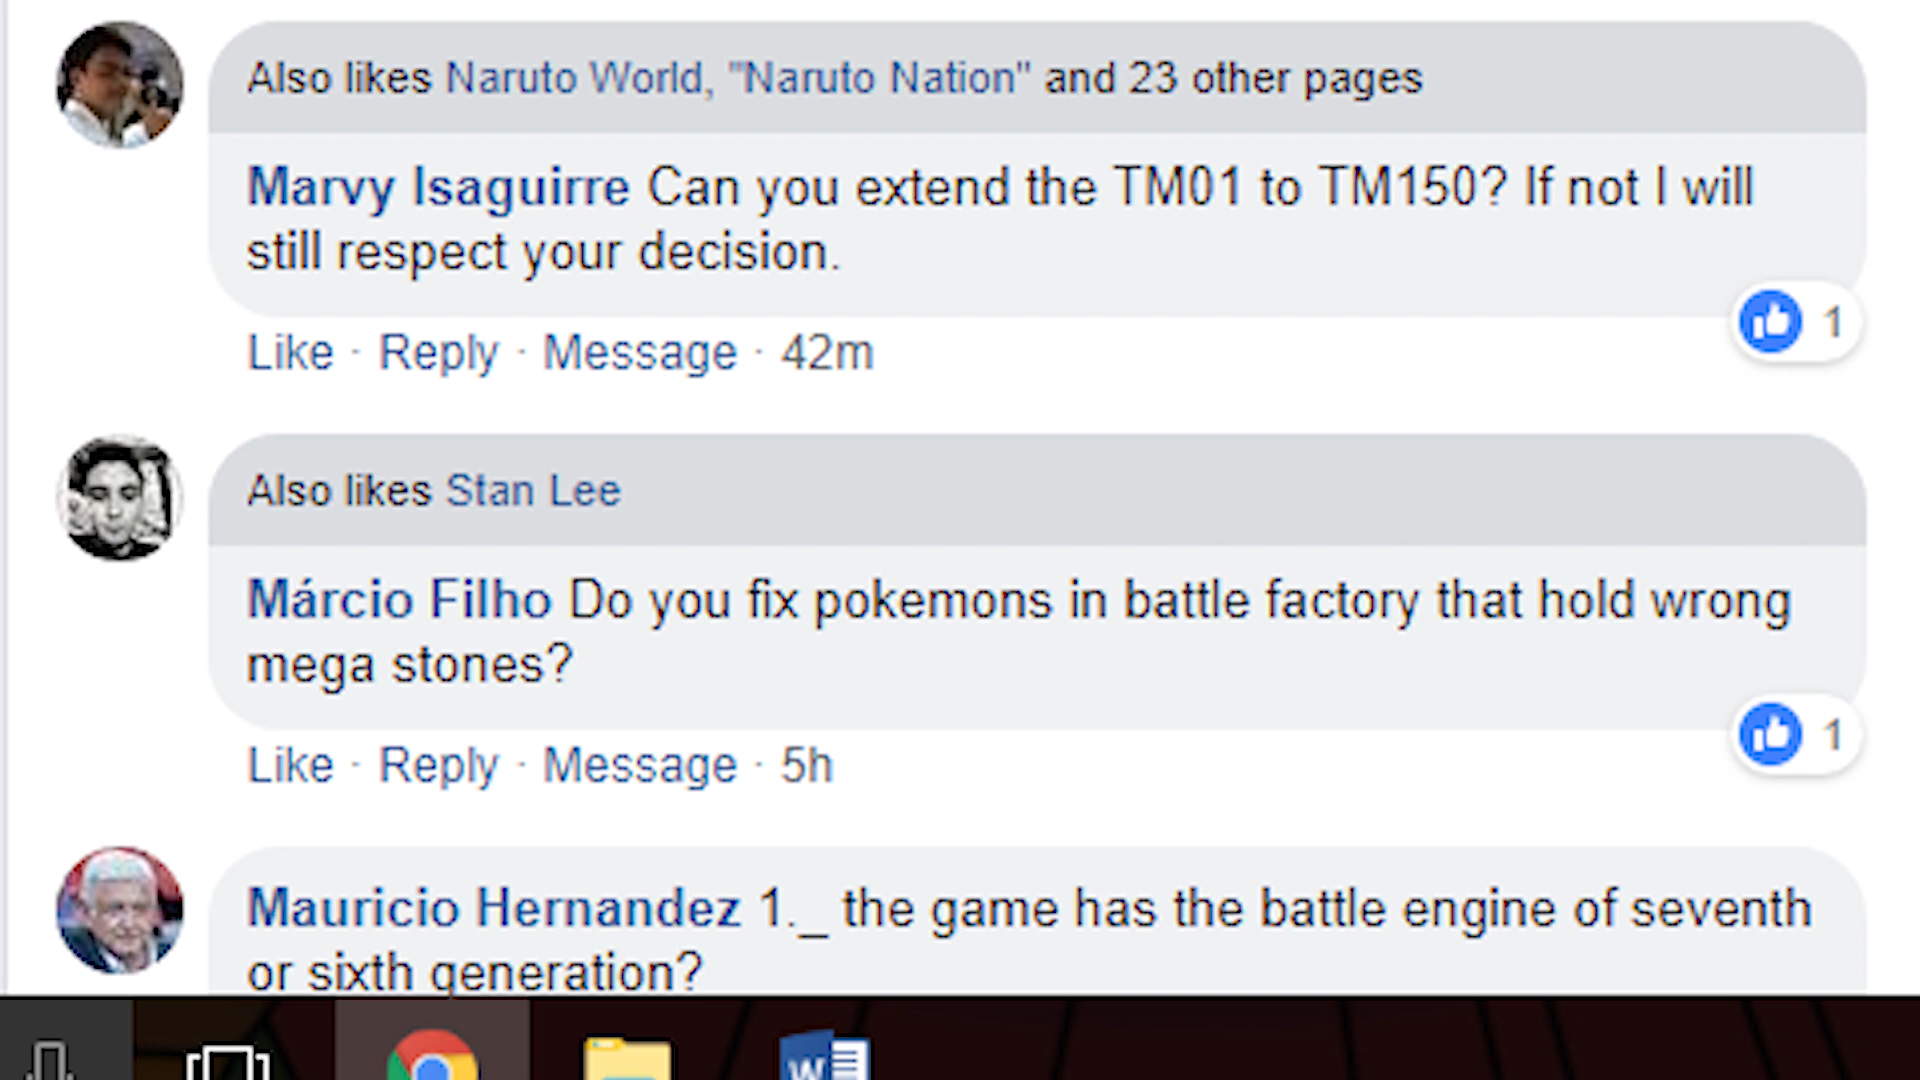 Also likes Naruto World, "Naruto Nation" and 23 other pages
Marvy Isaguirre Can you extend the TM01 to TM150? If not I will
still respect your decision.
1
Like · Reply · Message · 42m
Also likes Stan Lee
Márcio Filho Do you fix pokemons in battle factory that hold wrong
mega stones?
1
Like · Reply · Message · 5h
Mauricio Hernandez 1._ the game has the battle engine of seventh
or sixth generation?
W